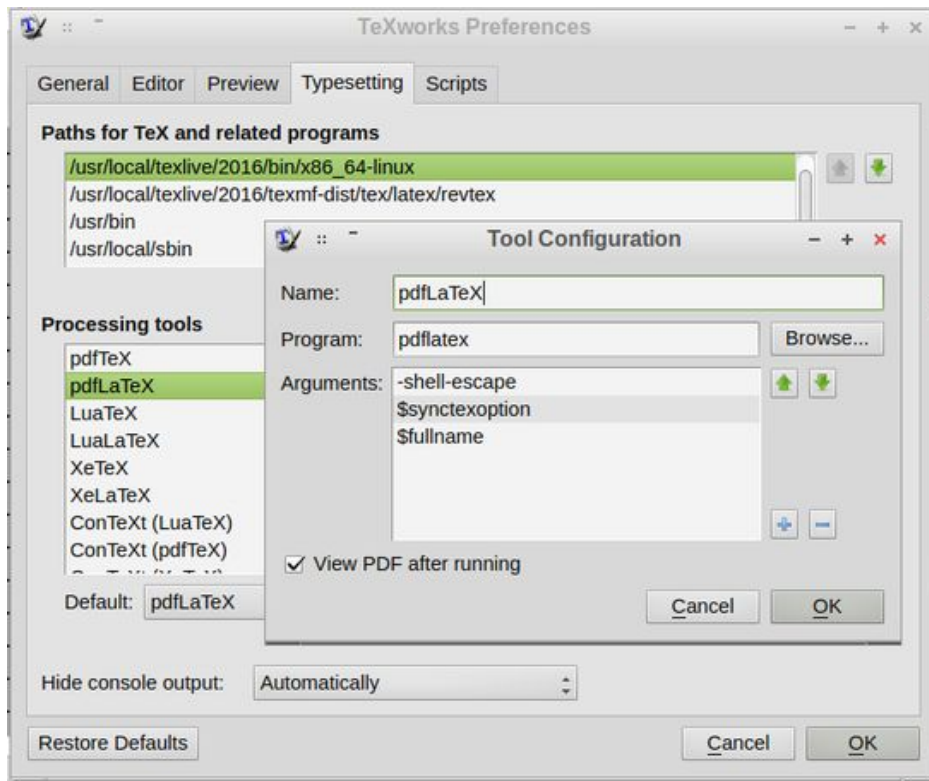 TeXworks Preferences
General Editor Preview Typesetting Scripts
Paths for TeX and related programs
/usr/local/texlive/2016/bin/x86_64-linux
/usr/local/texlive/2016/texmf-dist/tex/latex/revtex
/usr/bin
/usr/local/sbin
Tool Configuration
Name: pdfLaTeX
Program: pdflatex Browse...
Arguments: -shell-escape
$synctexoption
$fullname
View PDF after running
Cancel OK
Processing tools
pdfTeX
pdfLaTeX
LuaTeX
LuaLaTeX
XeTeX
XeLaTeX
ConTeXt (LuaTeX)
ConTeXt (pdfTeX)
Default: pdfLaTeX
Hide console output: Automatically
Restore Defaults Cancel OK